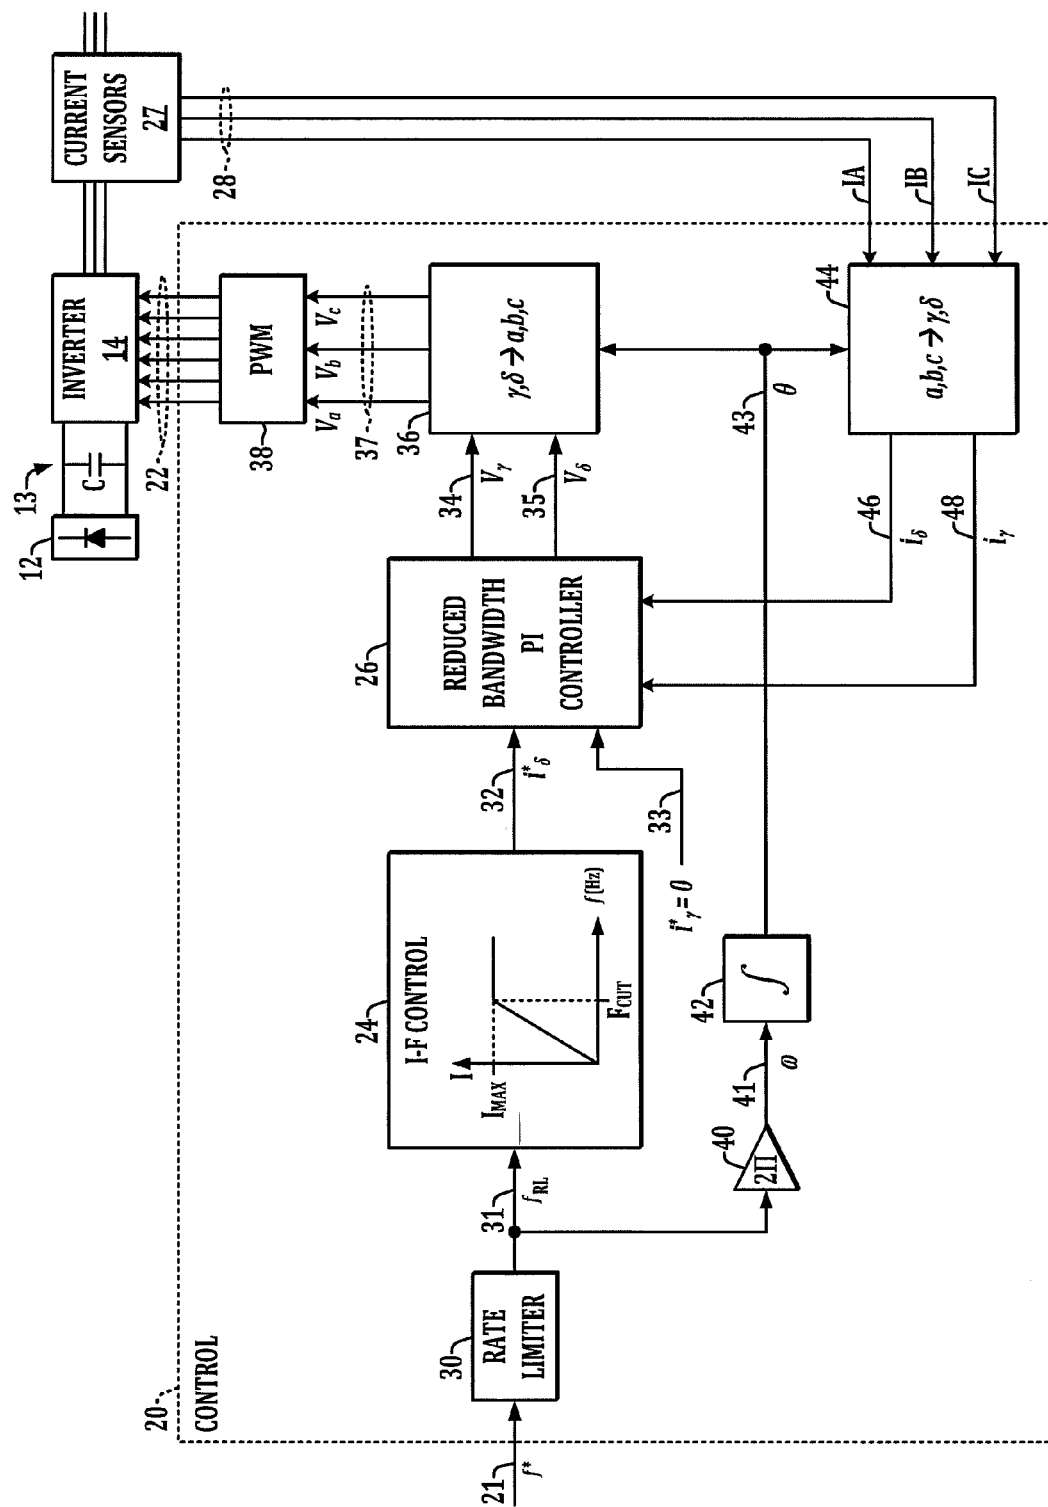 12
13
C
INVERTER
14
CURRENT
SENSORS
27
22
28
20
CONTROL
PWM
38
Va
Vb
Vc
37
36
γ,δ→a,b,c
21
f*
30
RATE
LIMITER
31
fRL
24
I-F CONTROL
I
IMAX
FCUT
f(Hz)
32
i*δ
33
i*γ=0
26
REDUCED
BANDWIDTH
PI
CONTROLLER
34
Vγ
35
Vδ
40
2Π
41
ω
42
∫
43
θ
44
a,b,c→γ,δ
IA
IB
IC
46
iδ
48
iγ